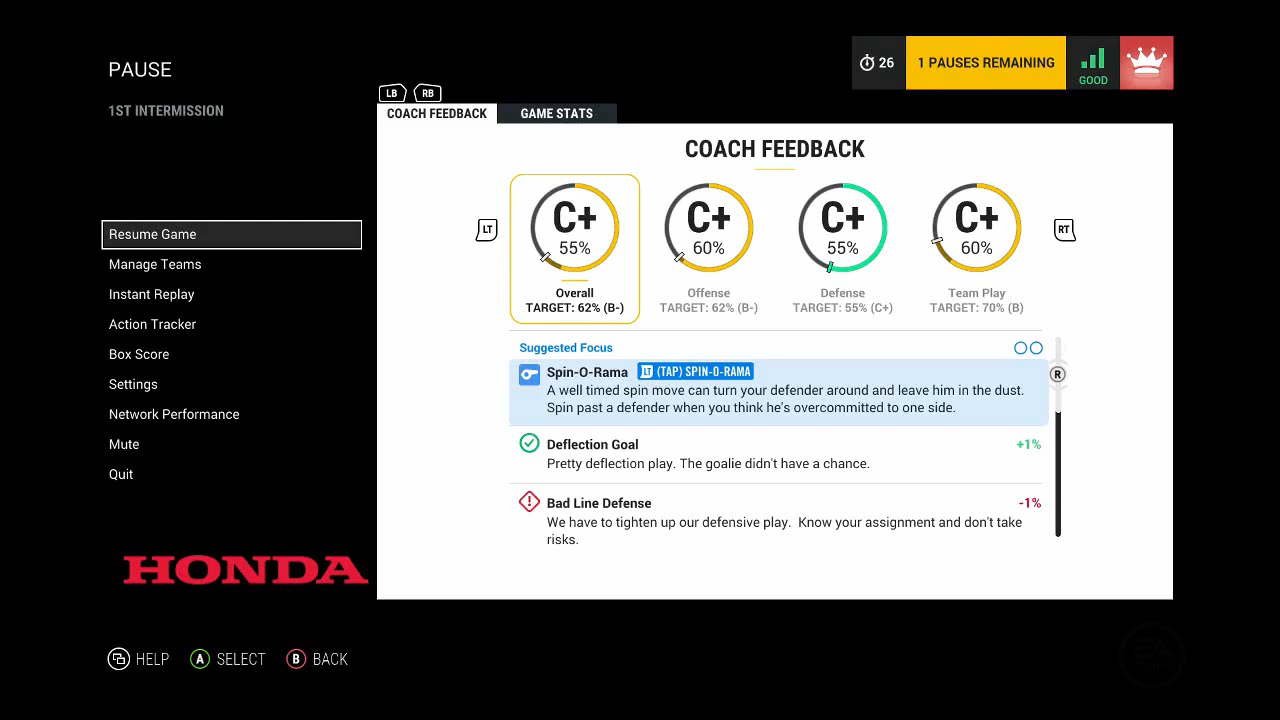 PAUSE
1ST INTERMISSION
26
1 PAUSES REMAINING
GOOD
LB
RB
COACH FEEDBACK
GAME STATS
Resume Game
Manage Teams
Instant Replay
Action Tracker
Box Score
Settings
Network Performance
Mute
Quit
HONDA
COACH FEEDBACK
LT
C+
55%
Overall
TARGET: 62% (B-)
C+
60%
Offense
TARGET: 62% (B-)
C+
55%
Defense
TARGET: 55% (C+)
C+
60%
Team Play
TARGET: 70% (B)
RT
Suggested Focus
Spin-O-Rama LT (TAP) SPIN-O-RAMA
A well timed spin move can turn your defender around and leave him in the dust.
Spin past a defender when you think he's overcommitted to one side.
R
Deflection Goal +1%
Pretty deflection play. The goalie didn't have a chance.
Bad Line Defense -1%
We have to tighten up our defensive play. Know your assignment and don't take
risks.
HELP
A SELECT
B BACK
EA